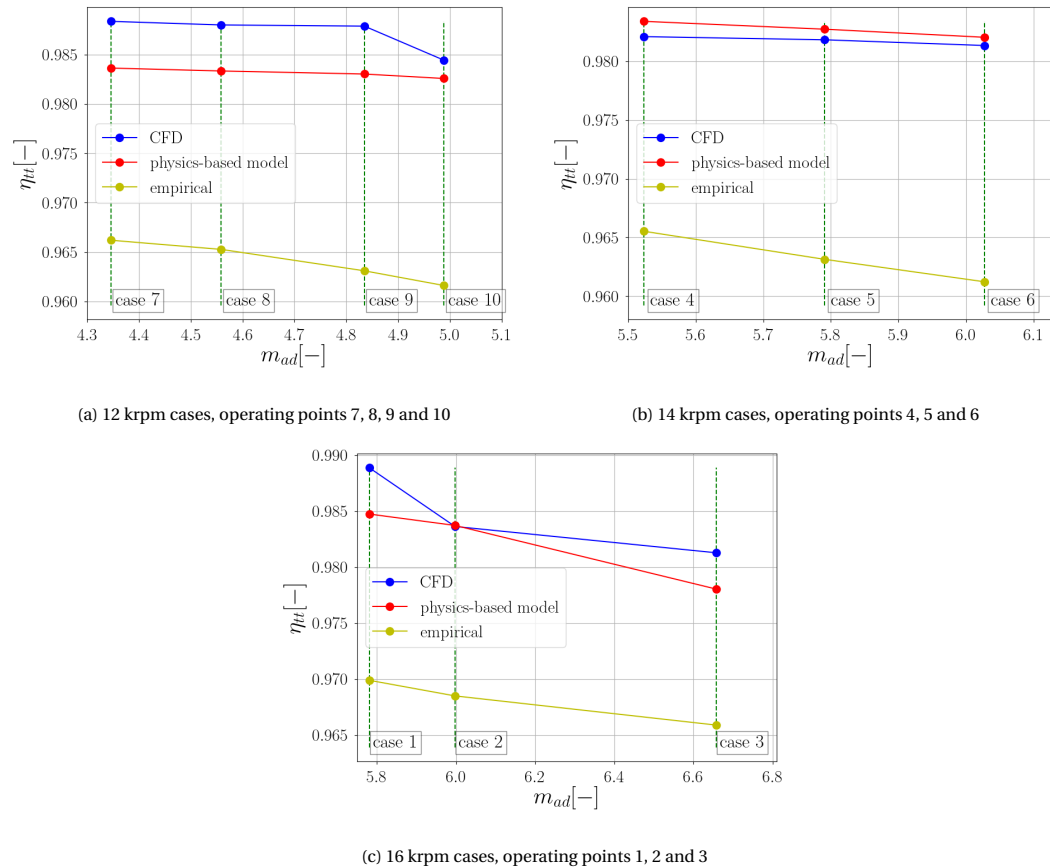 0.985
0.980
0.975
0.970
0.965
0.960
η_tt[−]
CFD
physics-based model
empirical
case 7
case 8
case 9
case 10
4.3 4.4 4.5 4.6 4.7 4.8 4.9 5.0 5.1
m_ad[−]
(a) 12 krpm cases, operating points 7, 8, 9 and 10
0.980
0.975
0.970
0.965
0.960
η_tt[−]
CFD
physics-based model
empirical
case 4
case 5
case 6
5.5 5.6 5.7 5.8 5.9 6.0 6.1
m_ad[−]
(b) 14 krpm cases, operating points 4, 5 and 6
0.990
0.985
0.980
0.975
0.970
0.965
η_tt[−]
CFD
physics-based model
empirical
case 1
case 2
case 3
5.8 6.0 6.2 6.4 6.6 6.8
m_ad[−]
(c) 16 krpm cases, operating points 1, 2 and 3